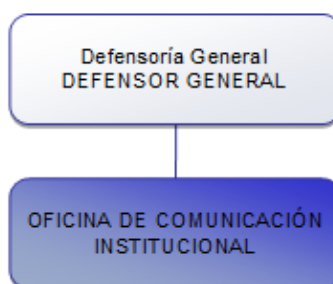 Defensoría General
DEFENSOR GENERAL
OFICINA DE COMUNICACIÓN
INSTITUCIONAL